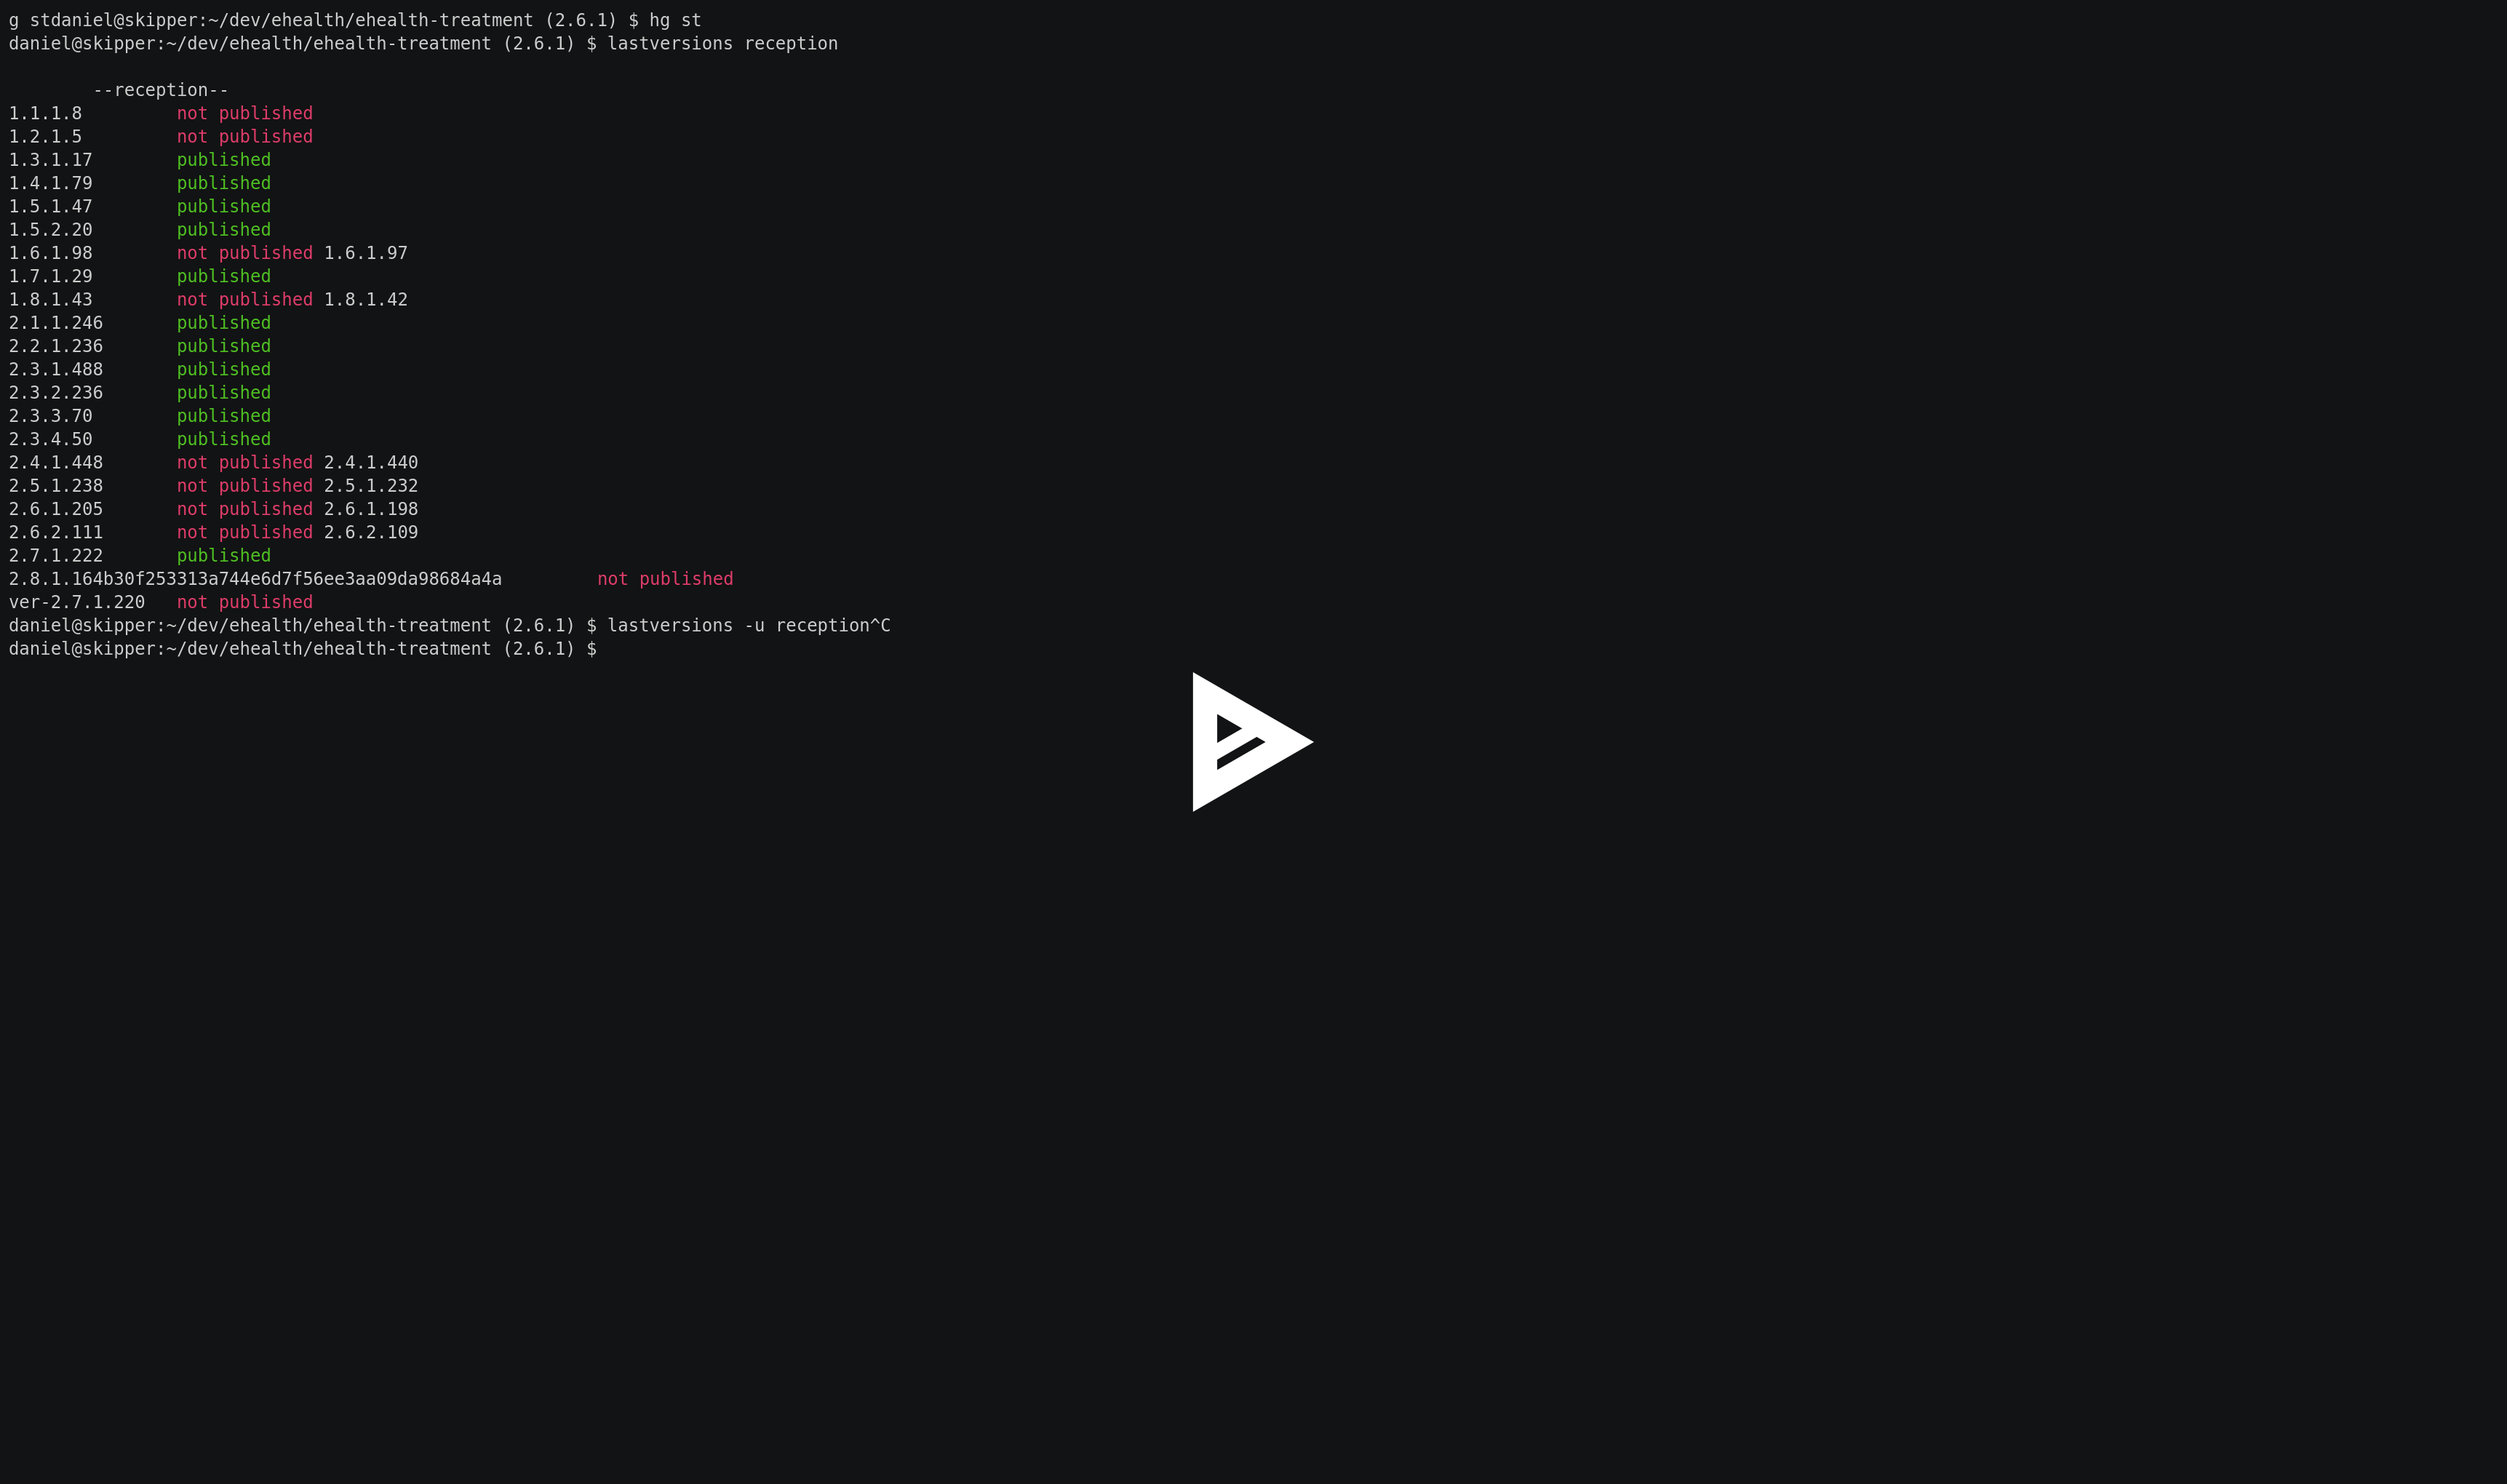 g stdaniel@skipper:~/dev/ehealth/ehealth-treatment (2.6.1) $ hg st
daniel@skipper:~/dev/ehealth/ehealth-treatment (2.6.1) $ lastversions reception
--reception--
1.1.1.8 not published
1.2.1.5 not published
1.3.1.17 published
1.4.1.79 published
1.5.1.47 published
1.5.2.20 published
1.6.1.98 not published 1.6.1.97
1.7.1.29 published
1.8.1.43 not published 1.8.1.42
2.1.1.246 published
2.2.1.236 published
2.3.1.488 published
2.3.2.236 published
2.3.3.70 published
2.3.4.50 published
2.4.1.448 not published 2.4.1.440
2.5.1.238 not published 2.5.1.232
2.6.1.205 not published 2.6.1.198
2.6.2.111 not published 2.6.2.109
2.7.1.222 published
2.8.1.164b30f253313a744e6d7f56ee3aa09da98684a4a not published
ver-2.7.1.220 not published
daniel@skipper:~/dev/ehealth/ehealth-treatment (2.6.1) $ lastversions -u reception^C
daniel@skipper:~/dev/ehealth/ehealth-treatment (2.6.1) $